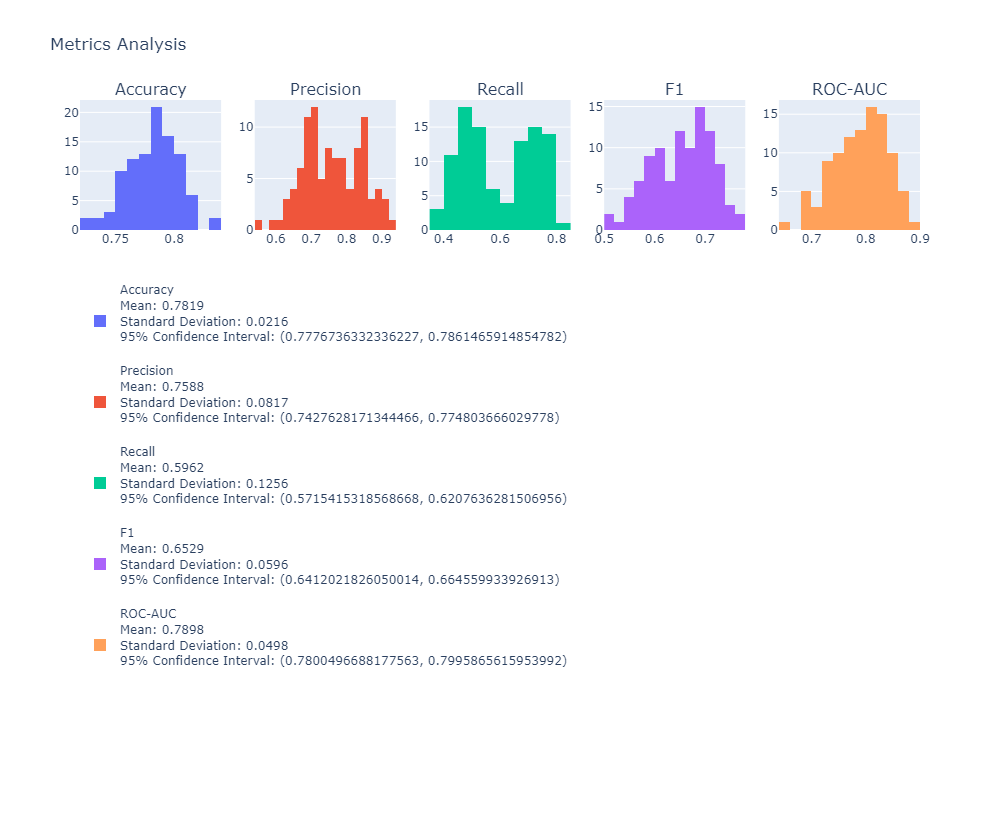 Metrics Analysis
Accuracy Precision Recall F1 ROC-AUC
20 15 10 5 0
0.75 0.8
10 5 0
0.6 0.7 0.8 0.9
15 10 5 0
0.4 0.6 0.8
15 10 5 0
0.5 0.6 0.7
15 10 5 0
0.7 0.8 0.9
Accuracy
Mean: 0.7819
Standard Deviation: 0.0216
95% Confidence Interval: (0.7776736332336227, 0.7861465914854782)
Precision
Mean: 0.7588
Standard Deviation: 0.0817
95% Confidence Interval: (0.7427628171344466, 0.774803666029778)
Recall
Mean: 0.5962
Standard Deviation: 0.1256
95% Confidence Interval: (0.5715415318568668, 0.6207636281506956)
F1
Mean: 0.6529
Standard Deviation: 0.0596
95% Confidence Interval: (0.6412021826050014, 0.664559933926913)
ROC-AUC
Mean: 0.7898
Standard Deviation: 0.0498
95% Confidence Interval: (0.7800496688177563, 0.7995865615953992)